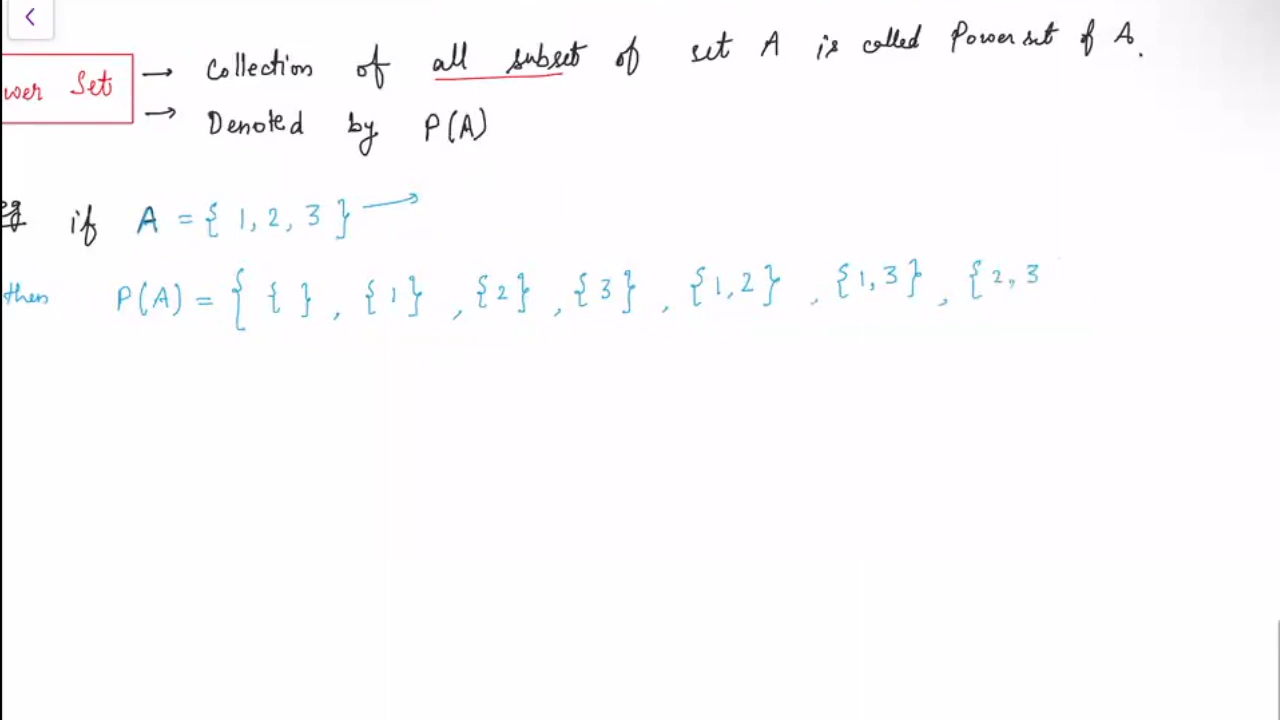 wer Set → Collection of all subset of set A is called Power set of A.
→ Denoted by P(A)
eg if A = { 1, 2, 3 } →
then P(A) = { { } , {1} , {2} , {3} , {1,2} , {1,3} , {2,3